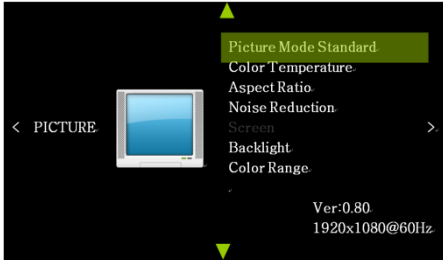 Picture Mode Standard
Color Temperature
Aspect Ratio
Noise Reduction
< PICTURE
Screen
>
Backlight
Color Range
Ver:0.80
1920x1080@60Hz